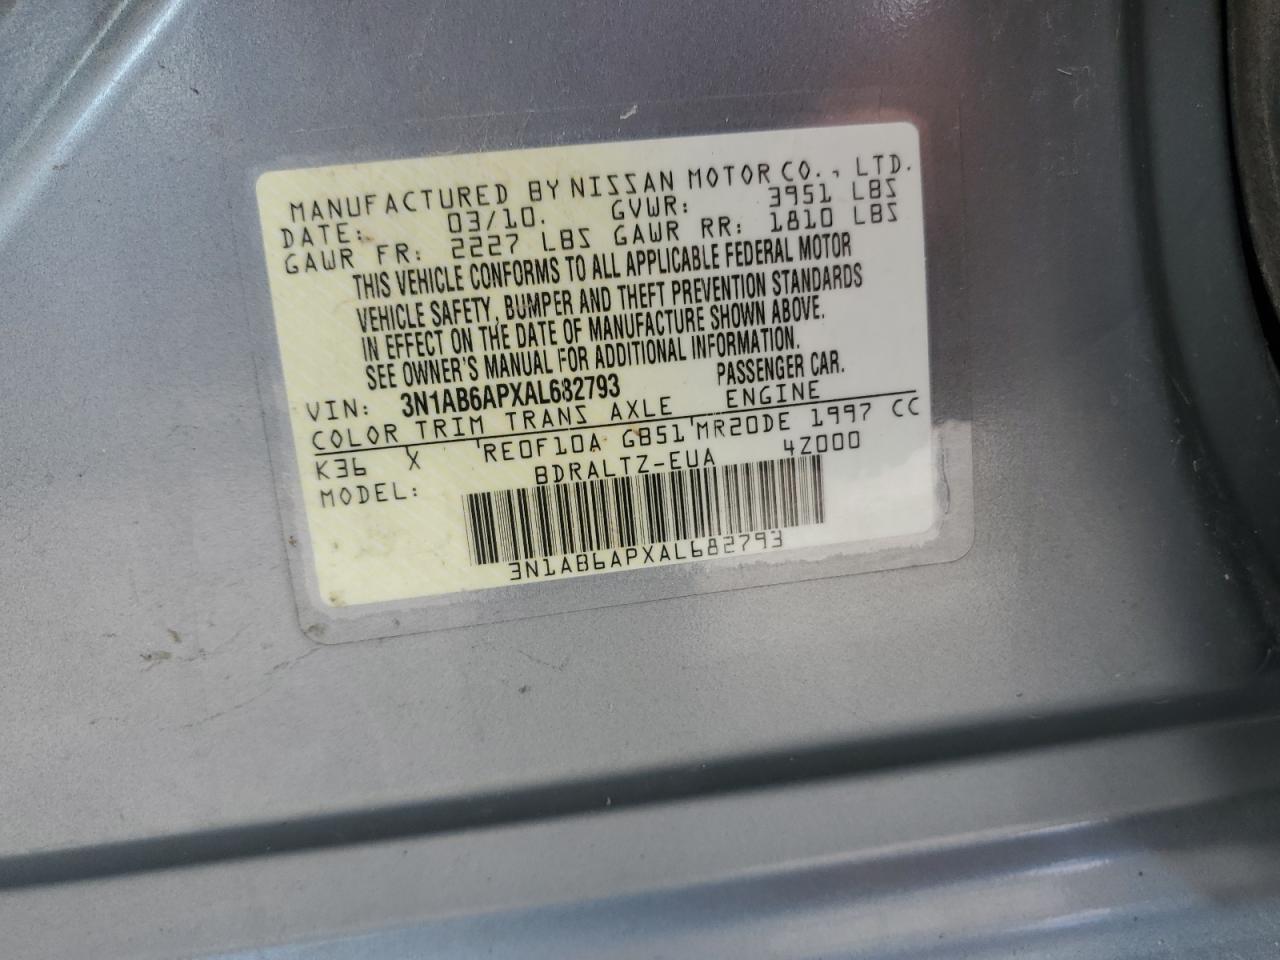 MANUFACTURED BY NISSAN MOTOR CO., LTD.
DATE: 03/10. GVWR: 3951 LBS
GAWR FR: 2227 LBS GAWR RR: 1810 LBS
THIS VEHICLE CONFORMS TO ALL APPLICABLE FEDERAL MOTOR
VEHICLE SAFETY, BUMPER AND THEFT PREVENTION STANDARDS
IN EFFECT ON THE DATE OF MANUFACTURE SHOWN ABOVE.
SEE OWNER'S MANUAL FOR ADDITIONAL INFORMATION.
VIN: 3N1AB6APXAL682793 PASSENGER CAR.
COLOR TRIM TRANS AXLE ENGINE
K36 X RE0F10A GB51 MR20DE 1997 CC
MODEL: BDRALTZ-EUA 4Z000
3N1AB6APXAL682793